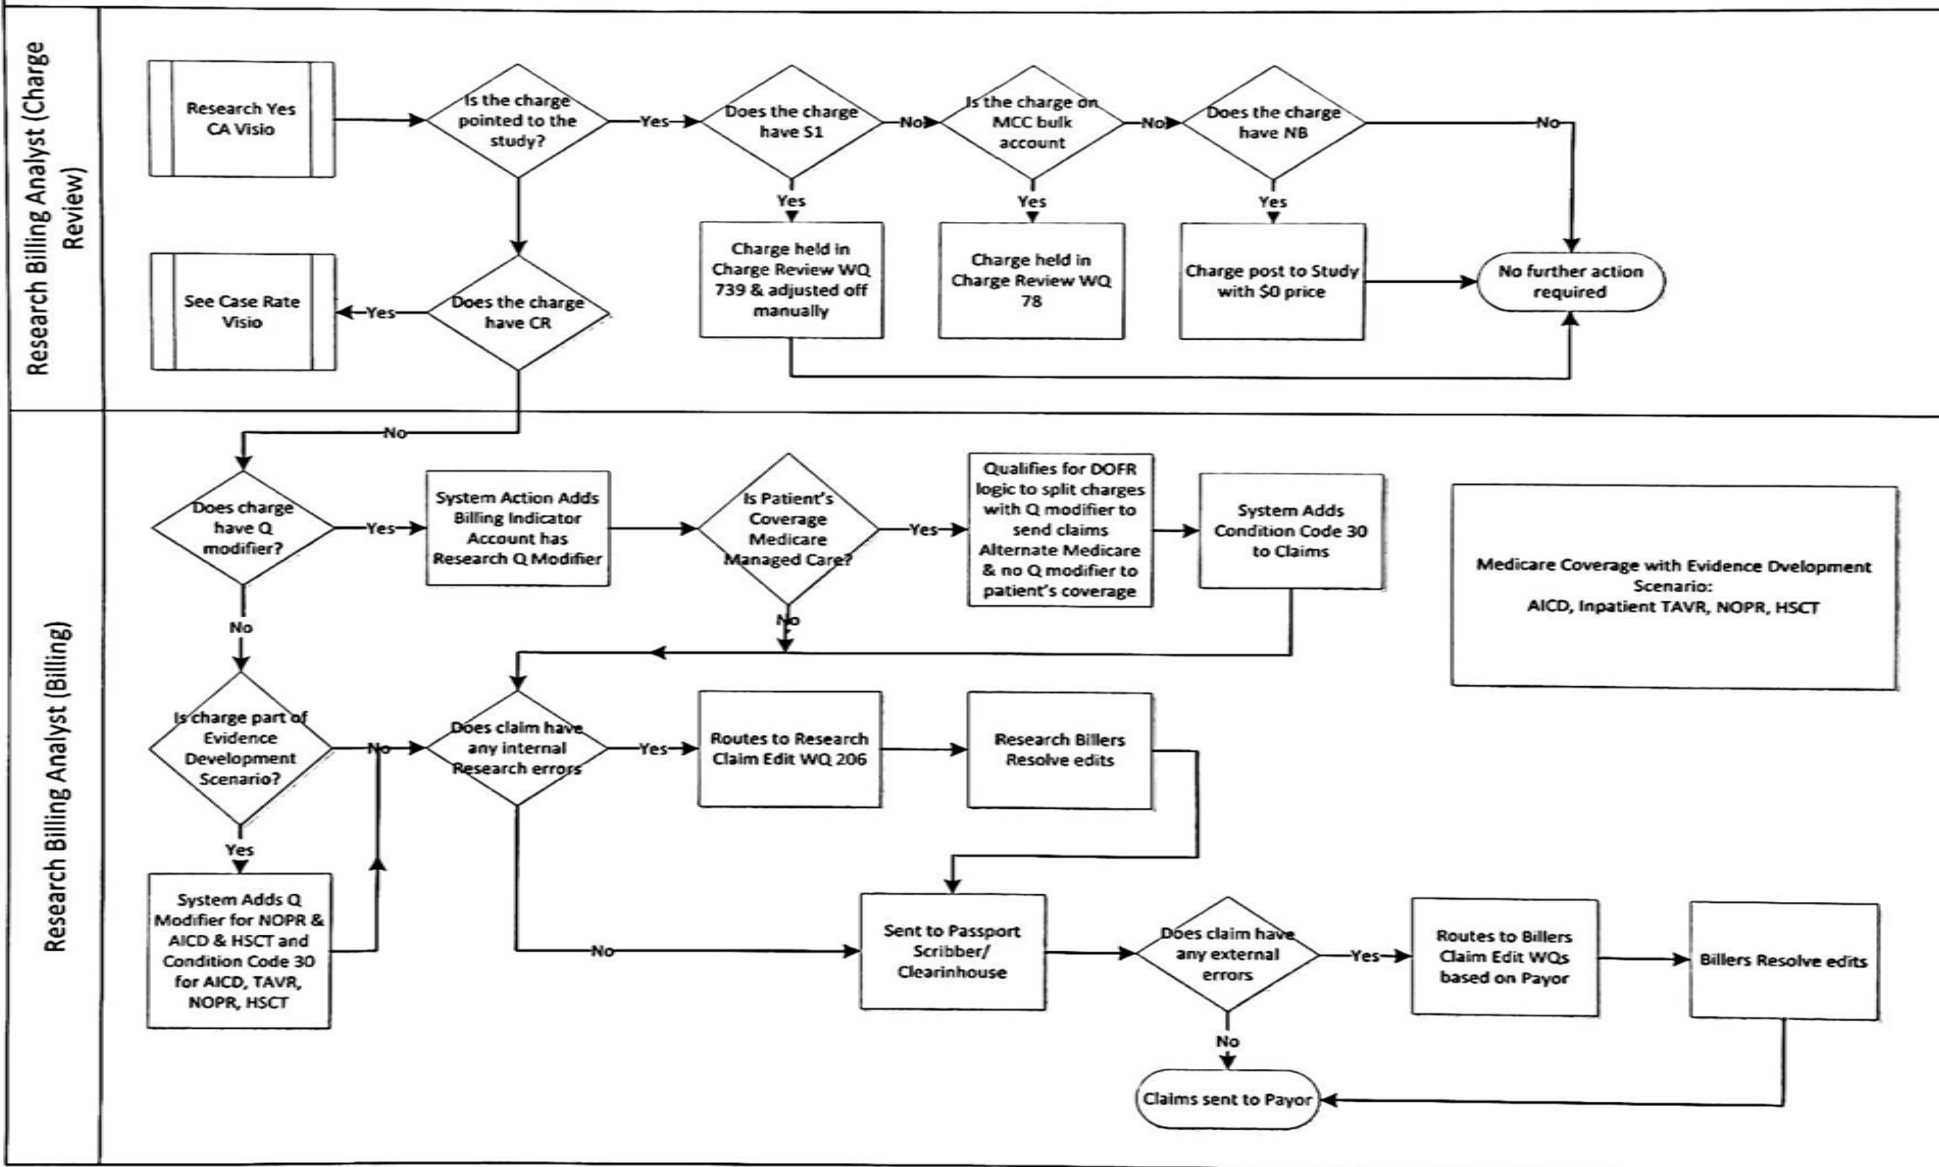 Research Billing Analyst (Charge
Review)
Research Yes
CA Visio
Is the charge
pointed to the
study?
Yes
Does the charge
have S1
No
Is the charge on
MCC bulk
account
No
Does the charge
have NB
No
Yes
Yes
Yes
Charge held in
Charge Review WQ
739 & adjusted off
manually
Charge held in
Charge Review WQ
78
Charge post to Study
with $0 price
No further action
required
See Case Rate
Visio
Yes
Does the charge
have CR
No
Research Billing Analyst (Billing)
Does charge
have Q
modifier?
Yes
System Action Adds
Billing Indicator
Account has
Research Q Modifier
Is Patient's
Coverage
Medicare
Managed Care?
Yes
Qualifies for DOFR
logic to split charges
with Q modifier to
send claims
Alternate Medicare
& no Q modifier to
patient's coverage
System Adds
Condition Code 30
to Claims
Medicare Coverage with Evidence Dvelopment
Scenario:
AICD, Inpatient TAVR, NOPR, HSCT
No
No
Is charge part of
Evidence
Development
Scenario?
No
Does claim have
any internal
Research errors
Yes
Routes to Research
Claim Edit WQ 206
Research Billers
Resolve edits
Yes
System Adds Q
Modifier for NOPR &
AICD & HSCT and
Condition Code 30
for AICD, TAVR,
NOPR, HSCT
No
Sent to Passport
Scribber/
Clearinhouse
Does claim have
any external
errors
Yes
Routes to Billers
Claim Edit WQs
based on Payor
Billers Resolve edits
No
Claims sent to Payor